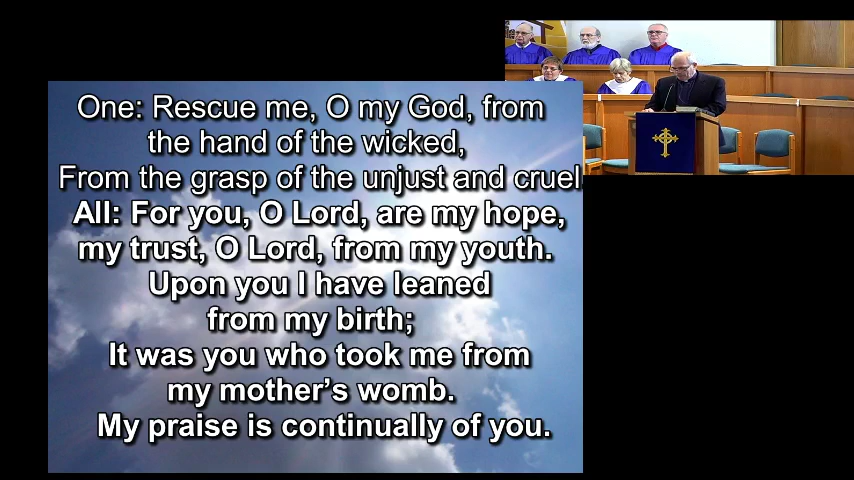 One: Rescue me, O my God, from
the hand of the wicked,
From the grasp of the unjust and cruel
All: For you, O Lord, are my hope,
my trust, O Lord, from my youth.
Upon you I have leaned
from my birth;
It was you who took me from
my mother’s womb.
My praise is continually of you.